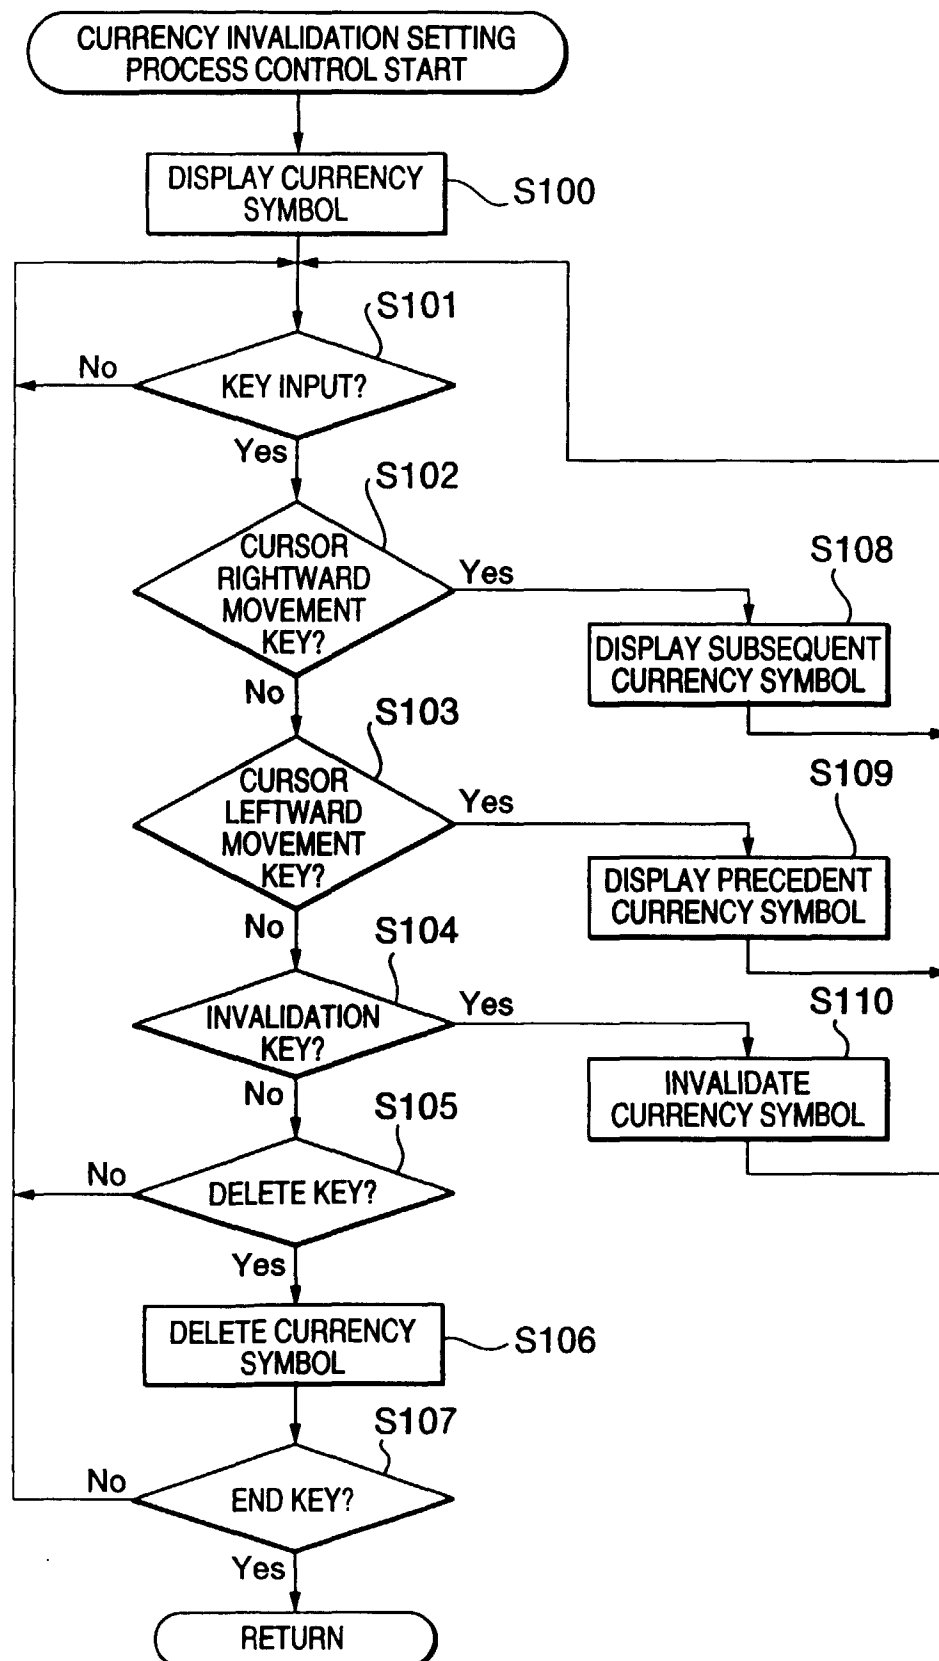 CURRENCY INVALIDATION SETTING
PROCESS CONTROL START
DISPLAY CURRENCY
SYMBOL
S100
S101
No
KEY INPUT?
Yes
S102
CURSOR
RIGHTWARD
MOVEMENT
KEY?
Yes
S108
DISPLAY SUBSEQUENT
CURRENCY SYMBOL
No
S103
CURSOR
LEFTWARD
MOVEMENT
KEY?
Yes
S109
DISPLAY PRECEDENT
CURRENCY SYMBOL
No
S104
INVALIDATION
KEY?
Yes
S110
INVALIDATE
CURRENCY SYMBOL
No
S105
No
DELETE KEY?
Yes
DELETE CURRENCY
SYMBOL
S106
S107
No
END KEY?
Yes
RETURN